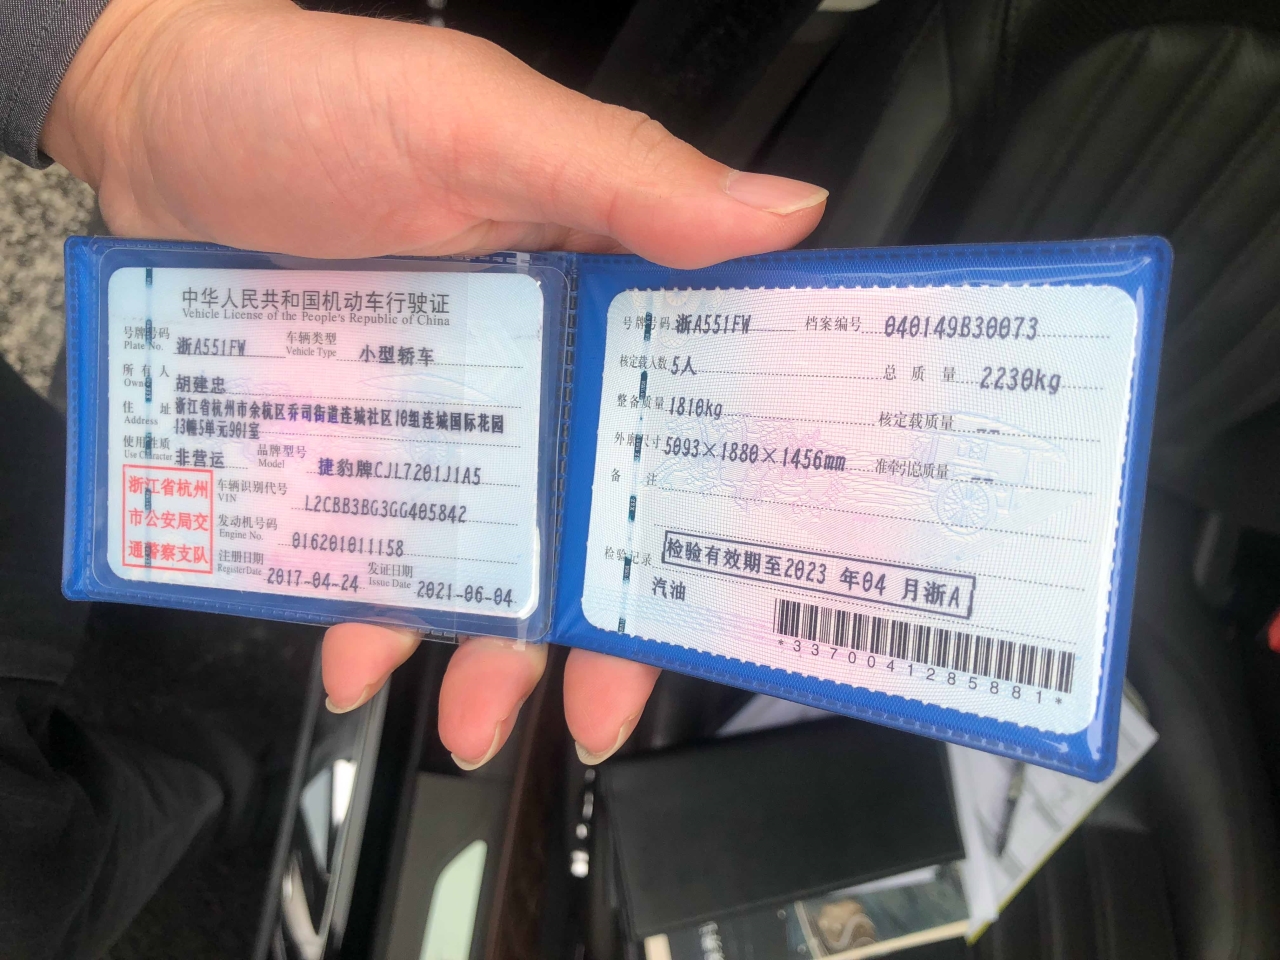 中华人民共和国机动车行驶证
Vehicle License of the People's Republic of China
号牌号码 浙A551FW 车辆类型 小型轿车
Plate No. Vehicle Type
所有人 胡建忠
Owner
住址 浙江省杭州市余杭区乔司街道连城社区10组连城国际花园
Address 13幢5单元901室
使用性质 非营运 品牌型号 捷豹牌CJL7201J1A5
Use Character Model
浙江省杭州
市公安局交
通警察支队
车辆识别代号 L2CBB3BG3GG405842
VIN
发动机号码 016201011158
Engine No.
注册日期 2017-04-24 发证日期 2021-06-04
Register Date Issue Date
号牌号码 浙A551FW 档案编号 040149B30073
核定载人数 5人 总质量 2230kg
整备质量 1810kg 核定载质量 --
外廓尺寸 5093×1880×1456mm 准牵引总质量 --
备注
检验记录 检验有效期至2023年04月浙A
汽油
*3370041285881*